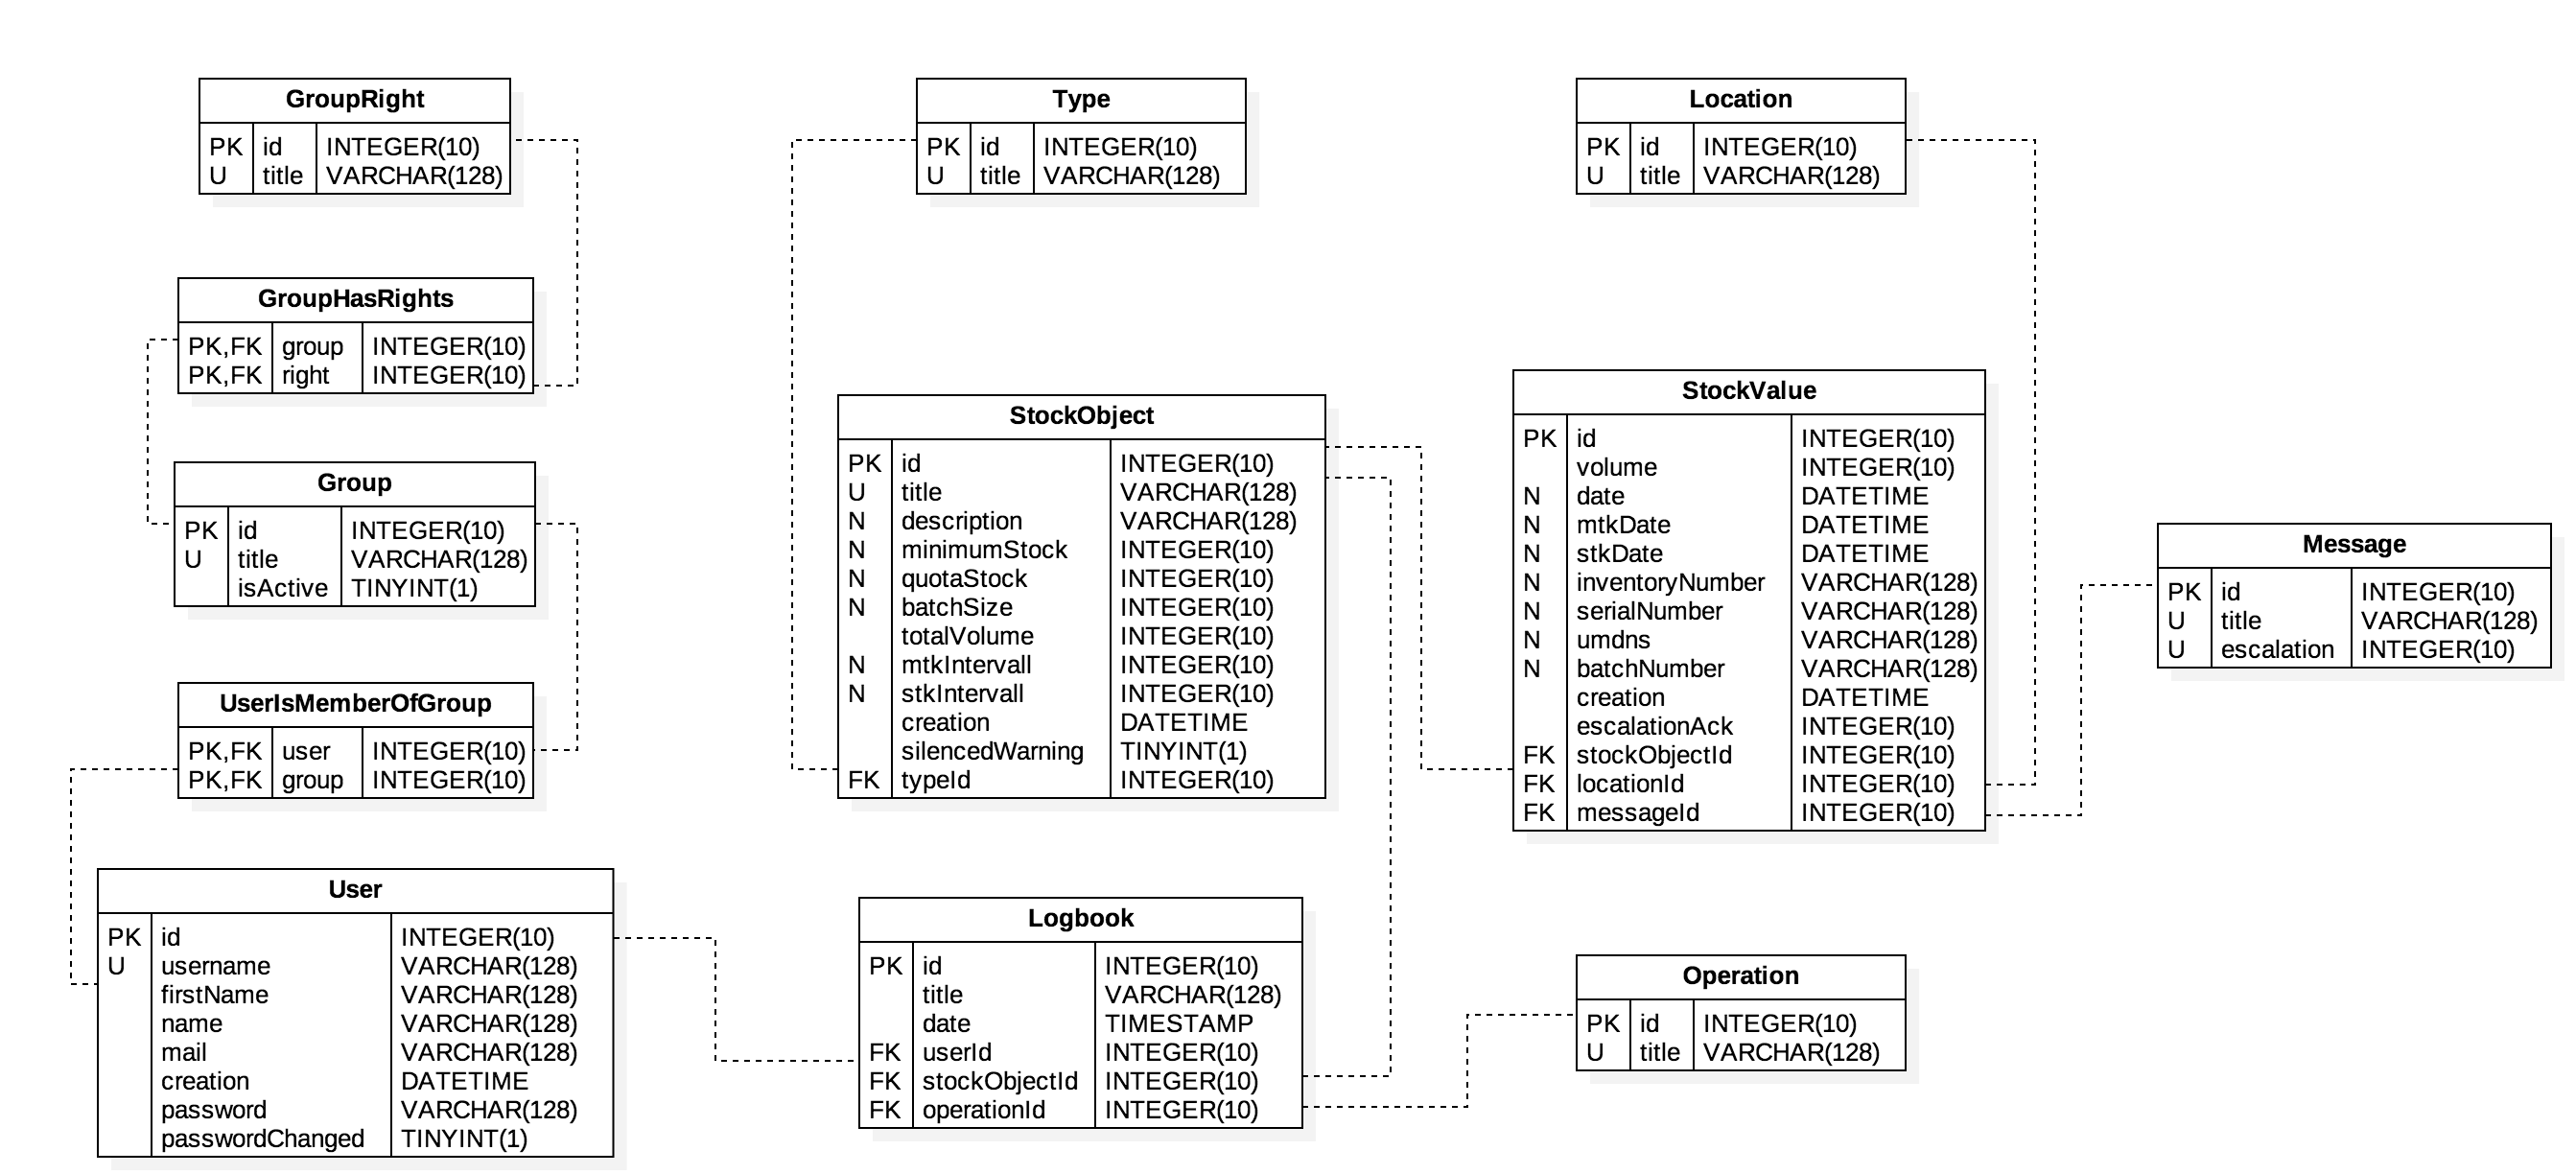 GroupRight
PK id INTEGER(10)
U title VARCHAR(128)
Type
PK id INTEGER(10)
U title VARCHAR(128)
Location
PK id INTEGER(10)
U title VARCHAR(128)
GroupHasRights
PK,FK group INTEGER(10)
PK,FK right INTEGER(10)
Group
PK id INTEGER(10)
U title VARCHAR(128)
isActive TINYINT(1)
UserIsMemberOfGroup
PK,FK user INTEGER(10)
PK,FK group INTEGER(10)
User
PK id INTEGER(10)
U username VARCHAR(128)
firstName VARCHAR(128)
name VARCHAR(128)
mail VARCHAR(128)
creation DATETIME
password VARCHAR(128)
passwordChanged TINYINT(1)
StockObject
PK id INTEGER(10)
U title VARCHAR(128)
N description VARCHAR(128)
N minimumStock INTEGER(10)
N quotaStock INTEGER(10)
N batchSize INTEGER(10)
totalVolume INTEGER(10)
N mtkIntervall INTEGER(10)
N stkIntervall INTEGER(10)
creation DATETIME
silencedWarning TINYINT(1)
FK typeId INTEGER(10)
Logbook
PK id INTEGER(10)
title VARCHAR(128)
date TIMESTAMP
FK userId INTEGER(10)
FK stockObjectId INTEGER(10)
FK operationId INTEGER(10)
StockValue
PK id INTEGER(10)
volume INTEGER(10)
N date DATETIME
N mtkDate DATETIME
N stkDate DATETIME
N inventoryNumber VARCHAR(128)
N serialNumber VARCHAR(128)
N umdns VARCHAR(128)
N batchNumber VARCHAR(128)
creation DATETIME
escalationAck INTEGER(10)
FK stockObjectId INTEGER(10)
FK locationId INTEGER(10)
FK messageId INTEGER(10)
Message
PK id INTEGER(10)
U title VARCHAR(128)
U escalation INTEGER(10)
Operation
PK id INTEGER(10)
U title VARCHAR(128)